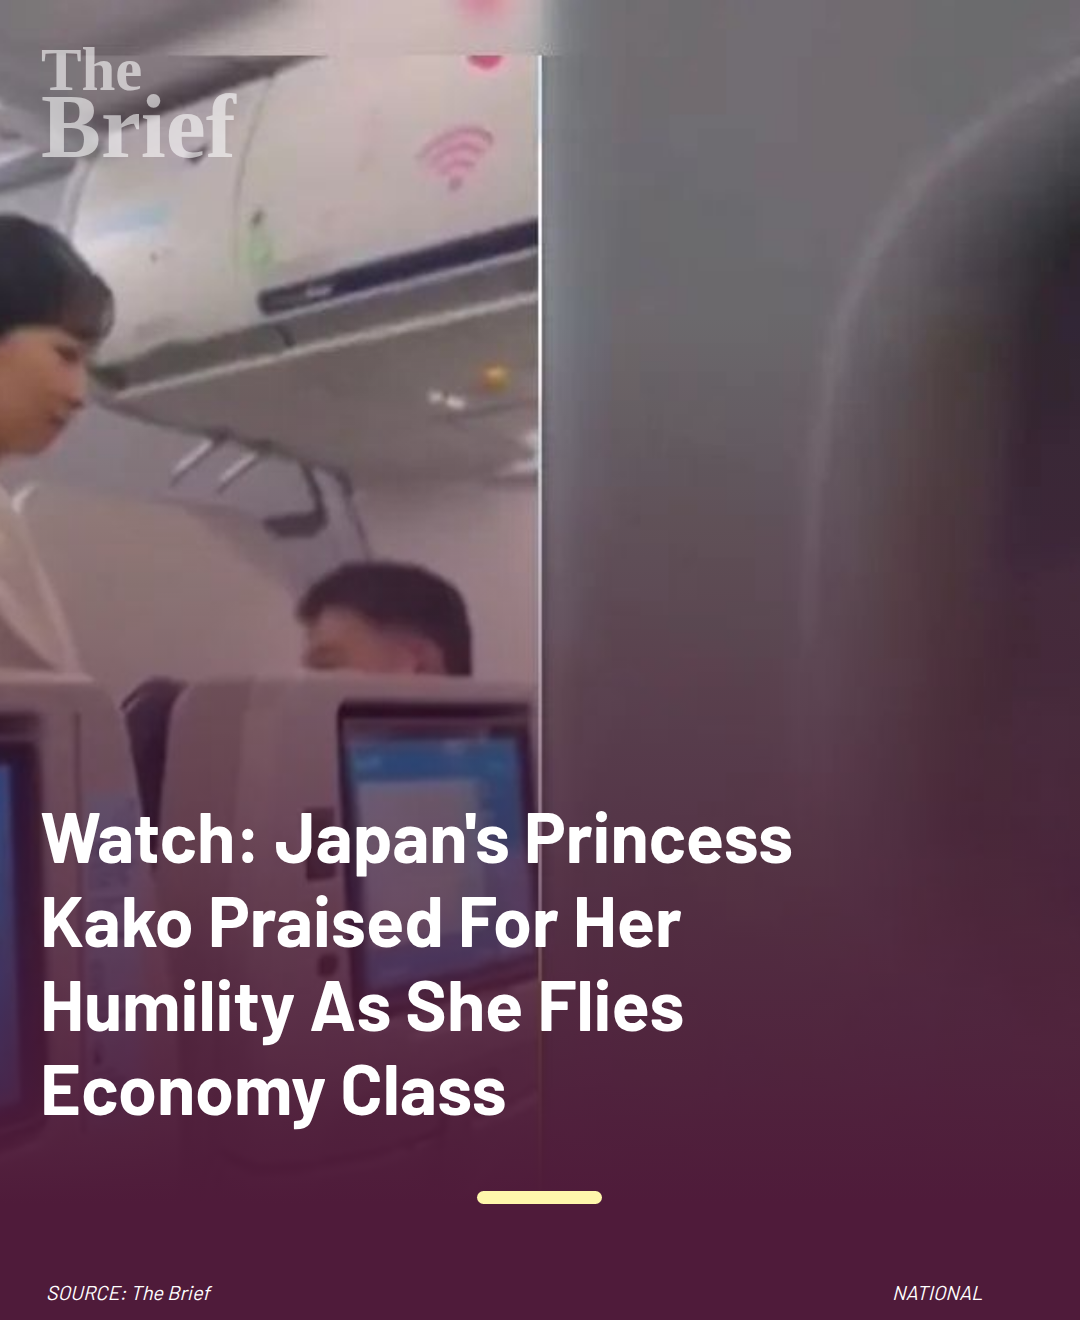 The
Brief
Watch: Japan's Princess
Kako Praised For Her
Humility As She Flies
Economy Class
SOURCE: The Brief
NATIONAL